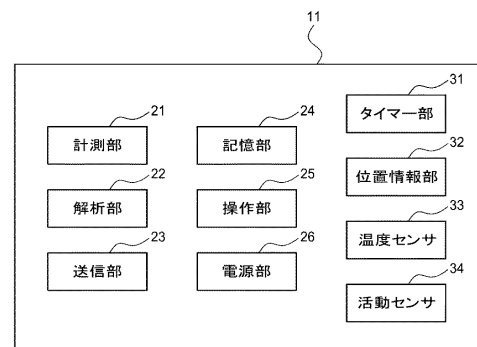 11
21
計測部
22
解析部
23
送信部
24
記憶部
25
操作部
26
電源部
31
タイマー部
32
位置情報部
33
温度センサ
34
活動センサ